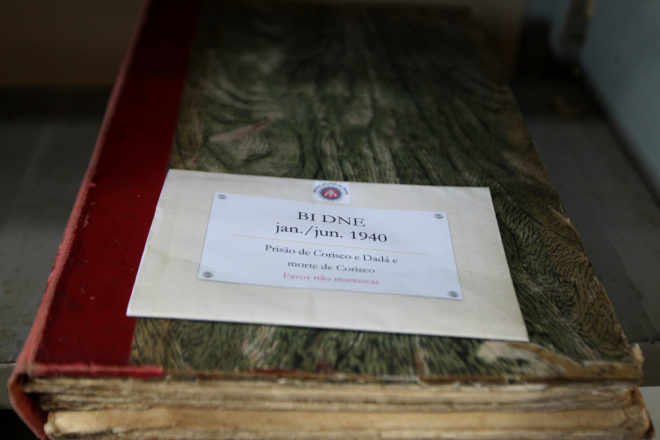 BI DNE
jan./jun. 1940
Prisão de Corisco e Dadá e
morte de Corisco
Favor não manusear